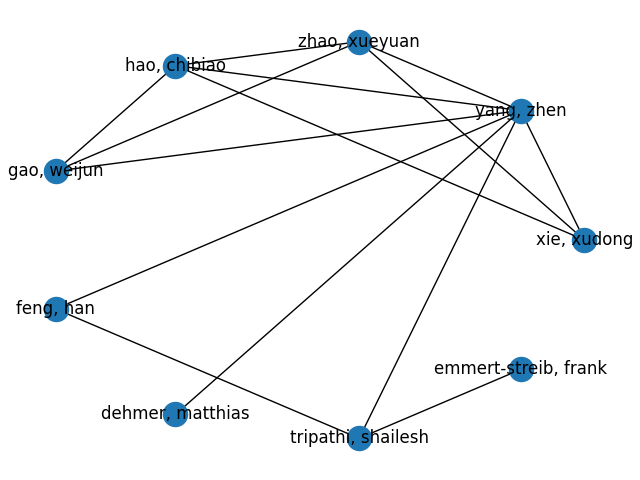 zhao, xueyuan
hao, chibiao
yang, zhen
gao, weijun
xie, xudong
feng, han
emmert-streib, frank
dehmer, matthias
tripathi, shailesh